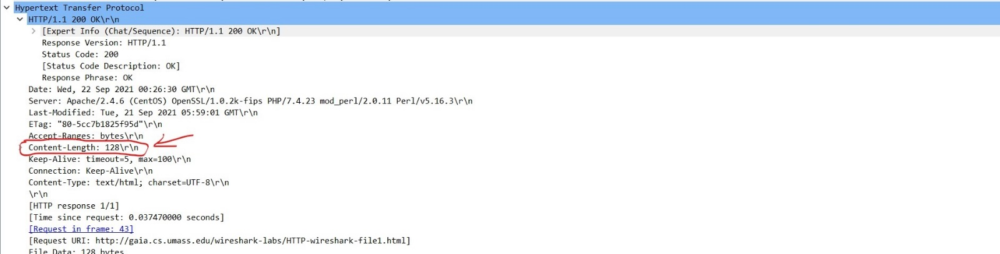 Hypertext Transfer Protocol
HTTP/1.1 200 OK\r\n
[Expert Info (Chat/Sequence): HTTP/1.1 200 OK\r\n]
Response Version: HTTP/1.1
Status Code: 200
[Status Code Description: OK]
Response Phrase: OK
Date: Wed, 22 Sep 2021 00:26:30 GMT\r\n
Server: Apache/2.4.6 (CentOS) OpenSSL/1.0.2k-fips PHP/7.4.23 mod_perl/2.0.11 Perl/v5.16.3\r\n
Last-Modified: Tue, 21 Sep 2021 05:59:01 GMT\r\n
ETag: "80-5cc7b1825f95d"\r\n
Accept-Ranges: bytes\r\n
Content-Length: 128\r\n
Keep-Alive: timeout=5, max=100\r\n
Connection: Keep-Alive\r\n
Content-Type: text/html; charset=UTF-8\r\n
\r\n
[HTTP response 1/1]
[Time since request: 0.037470000 seconds]
[Request in frame: 43]
[Request URI: http://gaia.cs.umass.edu/wireshark-labs/HTTP-wireshark-file1.html]
File Data: 128 bytes